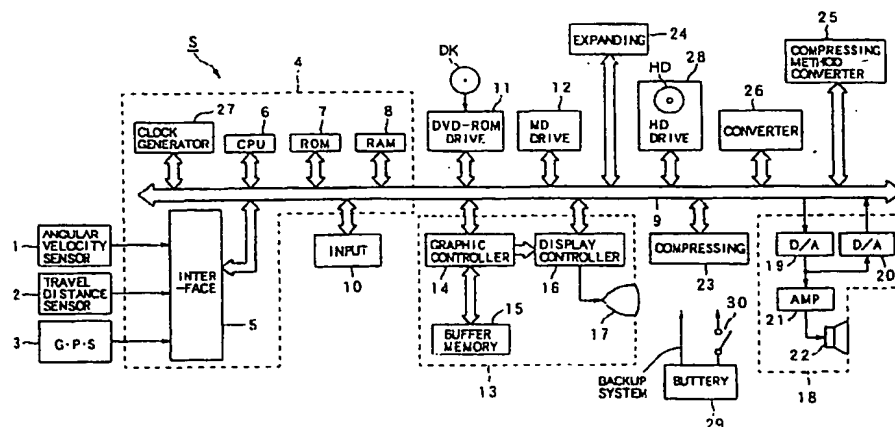 S
4
27
CLOCK
GENERATOR
6
CPU
7
ROM
8
RAM
DK
11
DVD-ROM
DRIVE
12
MD
DRIVE
24
EXPANDING
28
HD
HD
DRIVE
26
CONVERTER
25
COMPRESSING
METHOD
CONVERTER
9
1
ANGULAR
VELOCITY
SENSOR
2
TRAVEL
DISTANCE
SENSOR
3
G·P·S
INTER
-FACE
5
INPUT
10
GRAPHIC
CONTROLLER
14
DISPLAY
CONTROLLER
16
15
BUFFER
MEMORY
17
13
COMPRESSING
23
30
BACKUP
SYSTEM
BUTTERY
29
D/A
19
D/A
20
AMP
21
22
18